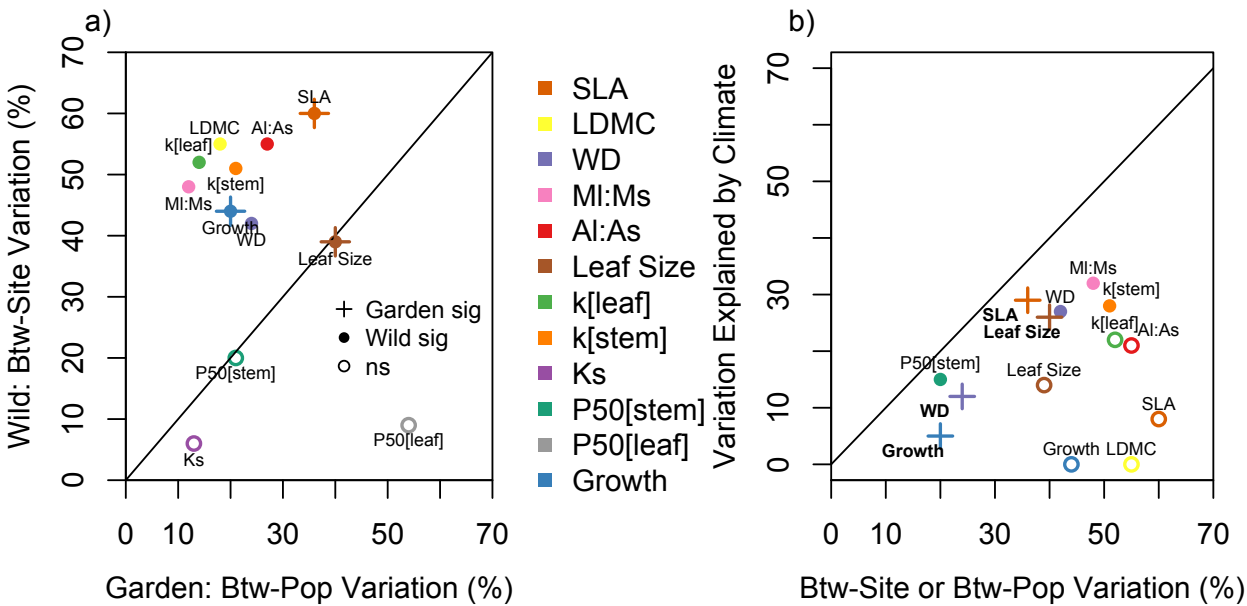 a)
Wild: Btw-Site Variation (%)
70
60
50
40
30
20
10
0
SLA
LDMC
Al:As
k[leaf]
k[stem]
Ml:Ms
Growth
WD
Leaf Size
Garden sig
Wild sig
ns
P50[stem]
P50[leaf]
Ks
0 10 30 50 70
Garden: Btw-Pop Variation (%)
SLA
LDMC
WD
Ml:Ms
Al:As
Leaf Size
k[leaf]
k[stem]
Ks
P50[stem]
P50[leaf]
Growth
b)
Variation Explained by Climate
70
50
30
10
0
Ml:Ms
WD
k[stem]
SLA
Leaf Size
k[leaf]
Al:As
P50[stem]
Leaf Size
WD
SLA
Growth
Growth
LDMC
0 10 30 50 70
Btw-Site or Btw-Pop Variation (%)